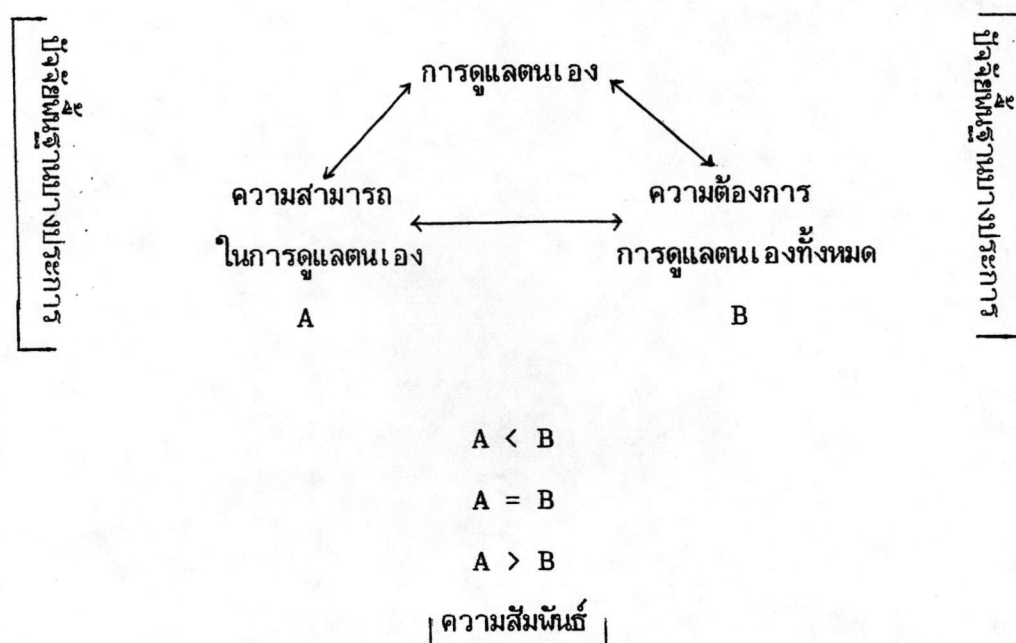 การดูแลตนเอง
ปัจจัยพื้นฐานบางประการ
ปัจจัยพื้นฐานบางประการ
ความสามารถ
ความต้องการ
ในการดูแลตนเอง
การดูแลตนเองทั้งหมด
A
B
A < B
A = B
A > B
ความสัมพันธ์